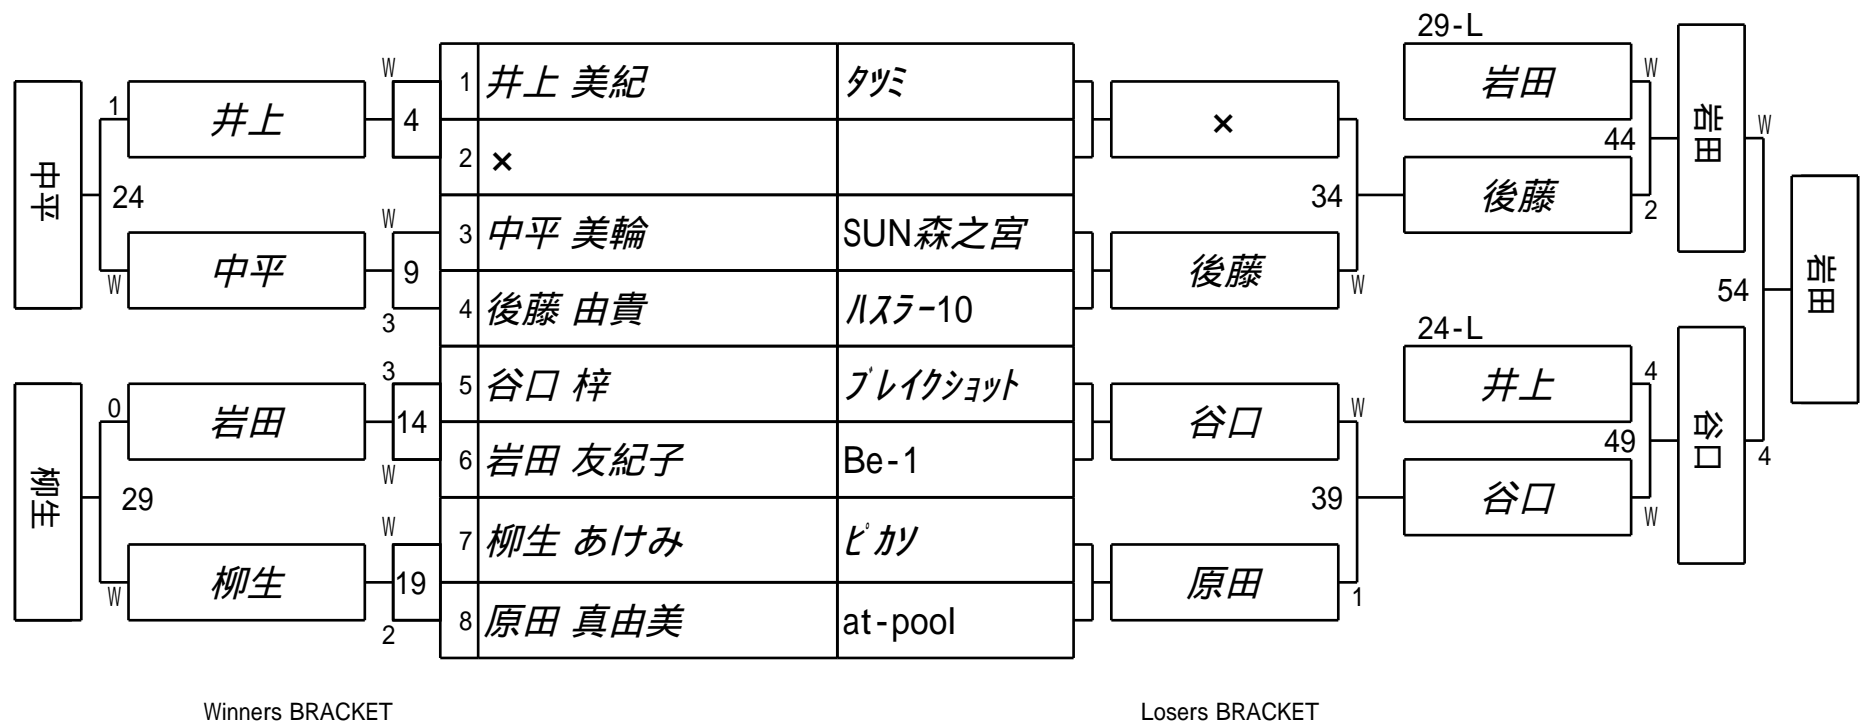 29-L
W
1 井上 美紀 タツミ
W
岩田
1
井上
4
×
44
岩田
W
2 ×
中平
24
34
後藤
2
W
3 中平 美輪 SUN森之宮
W
中平
9
後藤
W
3
4 後藤 由貴 ハスラー10
54
岩田
24-L
3
5 谷口 梓 ブレイクショット
井上
4
0
岩田
14
谷口
W
49
谷口
4
W
6 岩田 友紀子 Be-1
柳生
29
39
谷口
W
W
7 柳生 あけみ ピカソ
W
柳生
19
原田
1
2
8 原田 真由美 at-pool
Winners BRACKET
Losers BRACKET